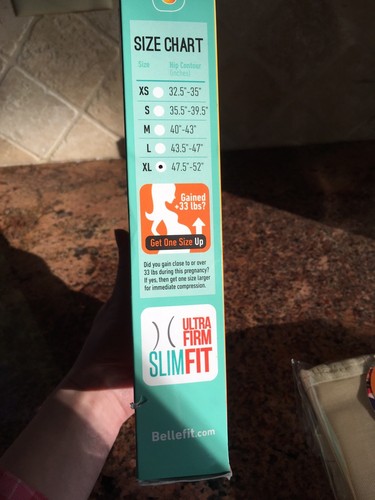 SIZE CHART
Size Hip Contour
(inches)
XS 32.5"-35"
S 35.5"-39.5"
M 40"-43"
L 43.5"-47"
XL 47.5"-52"
Gained
+33 lbs?
Get One Size Up
Did you gain close to or over
33 lbs during this pregnancy?
If yes, then get one size larger
for immediate compression.
ULTRA
FIRM
SLIMFIT
Bellefit.com